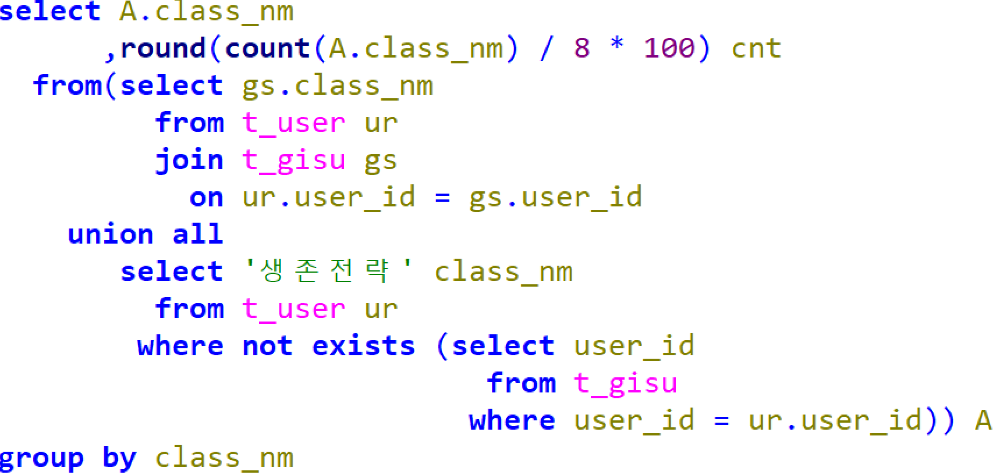 select A.class_nm
,round(count(A.class_nm) / 8 * 100) cnt
from(select gs.class_nm
from t_user ur
join t_gisu gs
on ur.user_id = gs.user_id
union all
select '생존전략' class_nm
from t_user ur
where not exists (select user_id
from t_gisu
where user_id = ur.user_id)) A
group by class_nm